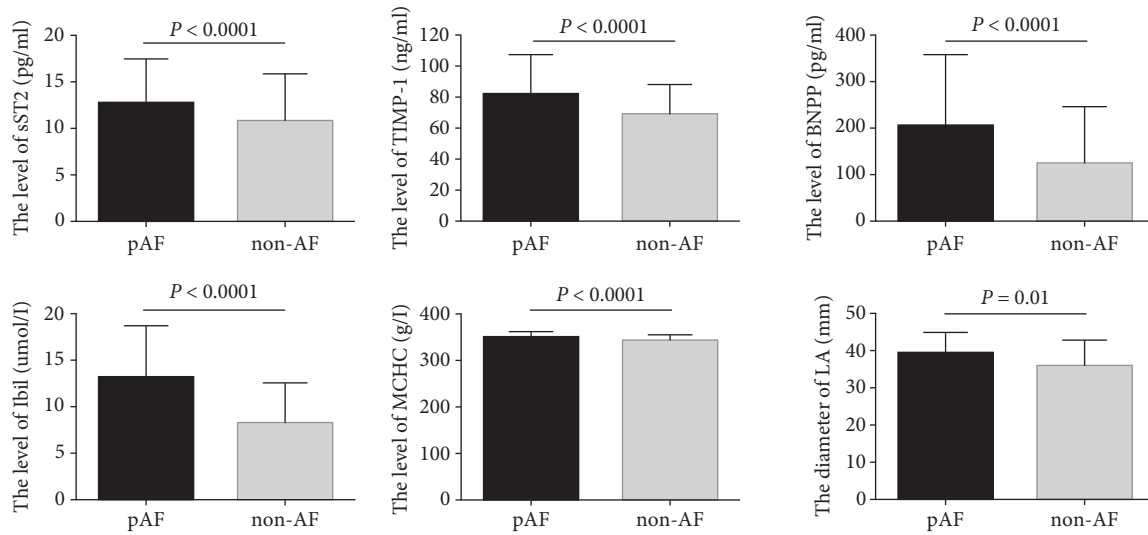 The level of sST2 (pg/ml)
20
15
10
5
0
P < 0.0001
pAF
non-AF
The level of TIMP-1 (ng/ml)
120
100
80
60
40
20
0
P < 0.0001
pAF
non-AF
The level of BNPP (pg/ml)
400
300
200
100
0
P < 0.0001
pAF
non-AF
The level of Ibil (umol/I)
20
15
10
5
0
P < 0.0001
pAF
non-AF
The level of MCHC (g/I)
400
300
200
100
0
P < 0.0001
pAF
non-AF
The diameter of LA (mm)
50
40
30
20
10
0
P = 0.01
pAF
non-AF